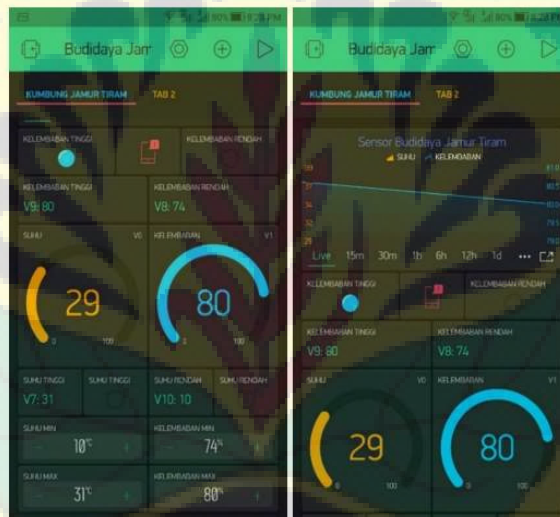 80% 8:28 PM
Budidaya Jam
KUMBUNG JAMUR TIRAM TAB 2
KELEMBABAN TINGGI KELEMBABAN RENDAH
KELEMBABAN TINGGI KELEMBABAN RENDAH
V9: 80 V8: 74
SUHU V0 KELEMBABAN V1
29 80
0 100 0 100
SUHU TINGGI SUHU TINGGI SUHU RENDAH SUHU RENDAH
V7: 31 V10: 10
SUHU MIN KELEMBABAN MIN
- 10°C + - 74% +
SUHU MAX KELEMBABAN MAX
- 31°C + - 80% +
80%
Budidaya Jam
KUMBUNG JAMUR TIRAM TAB 2
Sensor Budidaya Jamur Tiram
SUHU KELEMBABAN
Live 15m 30m 1h 6h 12h 1d
KELEMBABAN TINGGI KELEMBABAN RENDAH
KELEMBABAN TINGGI KELEMBABAN RENDAH
V9: 80 V8: 74
SUHU V0 KELEMBABAN V1
29 80
0 100 0 100